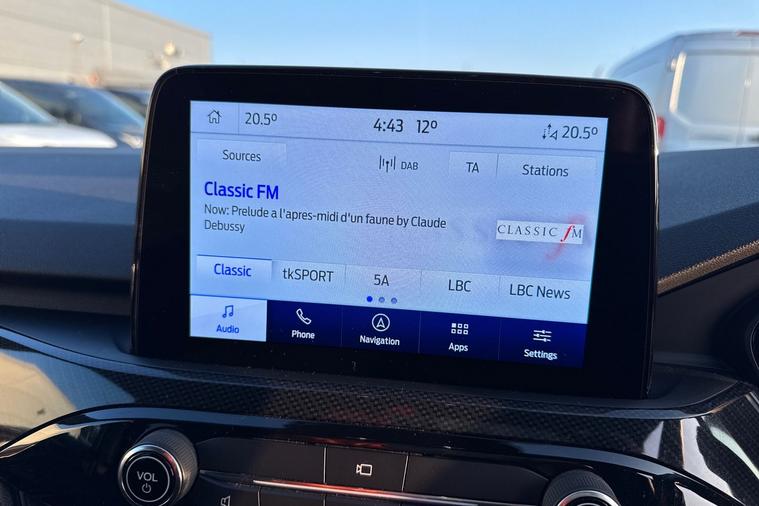 20.5° 4:43 12° 20.5°
Sources DAB TA Stations
Classic FM
Now: Prelude a l'apres-midi d'un faune by Claude
Debussy
CLASSIC fM
Classic tkSPORT 5A LBC LBC News
Audio Phone Navigation Apps Settings
VOL